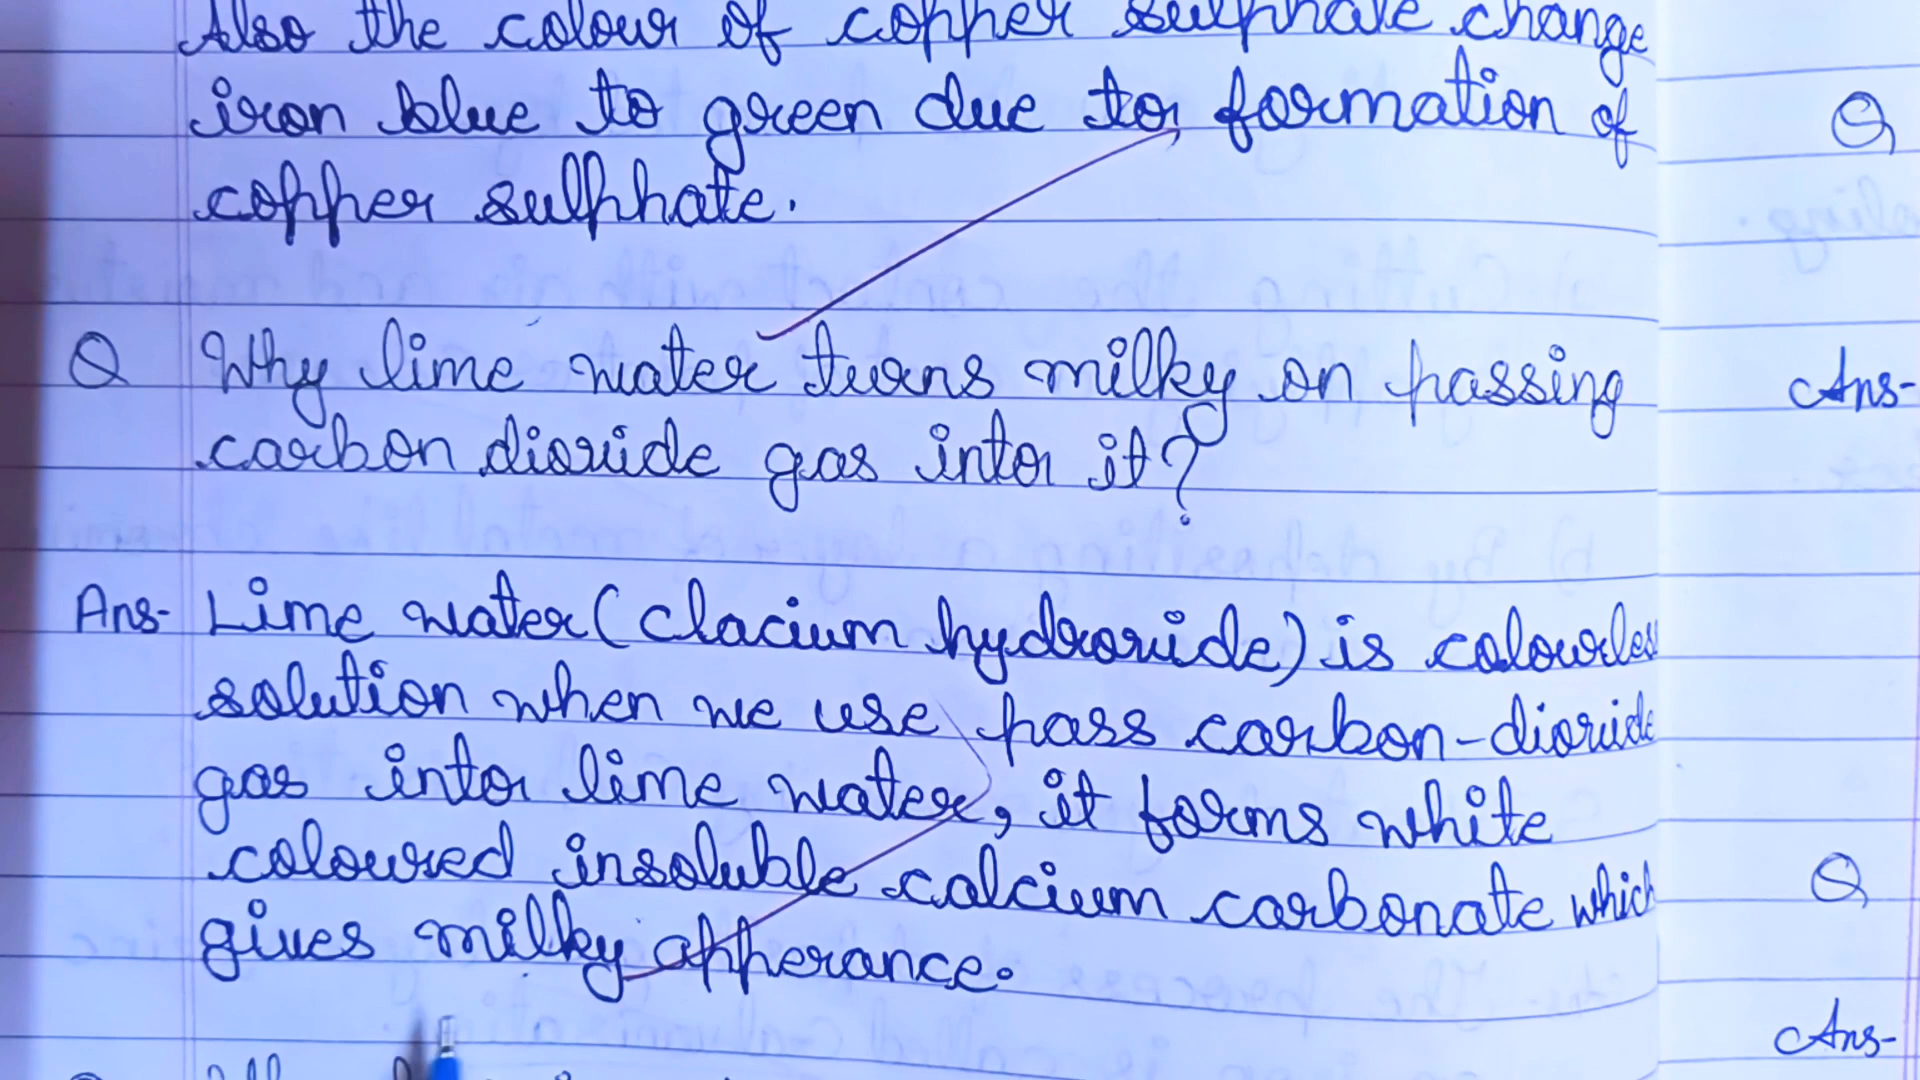 Also the colour of copper sulphate change
iron blue to green due to formation of
copper sulphate.
Q Why lime water turns milky on passing
carbon dioxide gas into it?
Ans- Lime water (clacium hydroxide) is colourless
solution when we use pass carbon-dioxide
gas into lime water, it forms white
coloured insoluble calcium carbonate which
gives milky apperance.
Q
Ans-
Q
Ans-